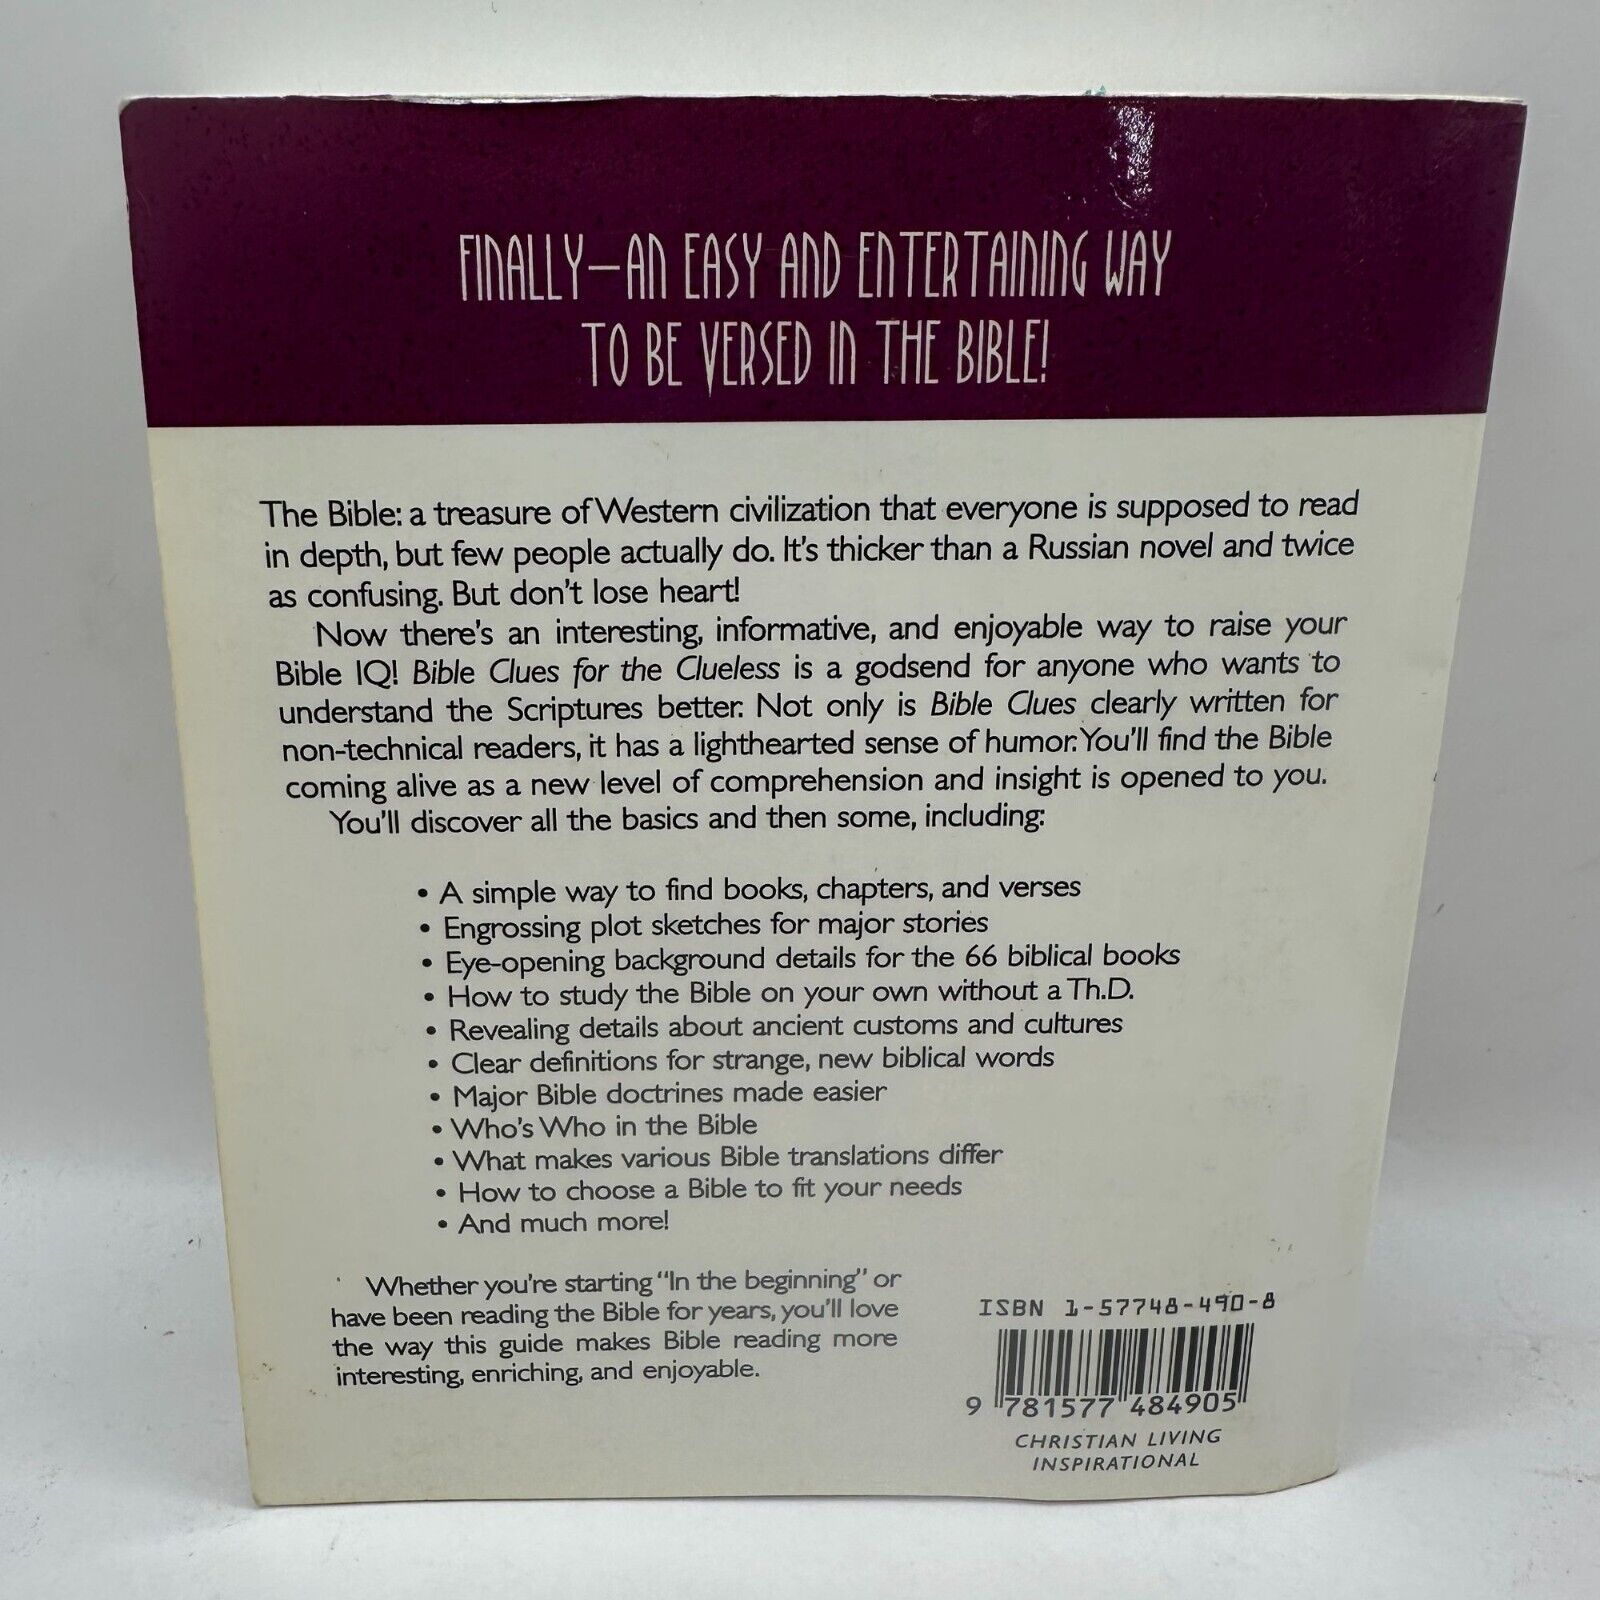 FINALLY—AN EASY AND ENTERTAINING WAY
TO BE VERSED IN THE BIBLE!
The Bible: a treasure of Western civilization that everyone is supposed to read
in depth, but few people actually do. It's thicker than a Russian novel and twice
as confusing. But don't lose heart!
Now there's an interesting, informative, and enjoyable way to raise your
Bible IQ! Bible Clues for the Clueless is a godsend for anyone who wants to
understand the Scriptures better. Not only is Bible Clues clearly written for
non-technical readers, it has a lighthearted sense of humor. You'll find the Bible
coming alive as a new level of comprehension and insight is opened to you.
You'll discover all the basics and then some, including:
• A simple way to find books, chapters, and verses
• Engrossing plot sketches for major stories
• Eye-opening background details for the 66 biblical books
• How to study the Bible on your own without a Th.D.
• Revealing details about ancient customs and cultures
• Clear definitions for strange, new biblical words
• Major Bible doctrines made easier
• Who's Who in the Bible
• What makes various Bible translations differ
• How to choose a Bible to fit your needs
• And much more!
Whether you're starting "In the beginning" or
have been reading the Bible for years, you'll love
the way this guide makes Bible reading more
interesting, enriching, and enjoyable.
ISBN 1-57748-490-8
9 781577 484905
CHRISTIAN LIVING
INSPIRATIONAL